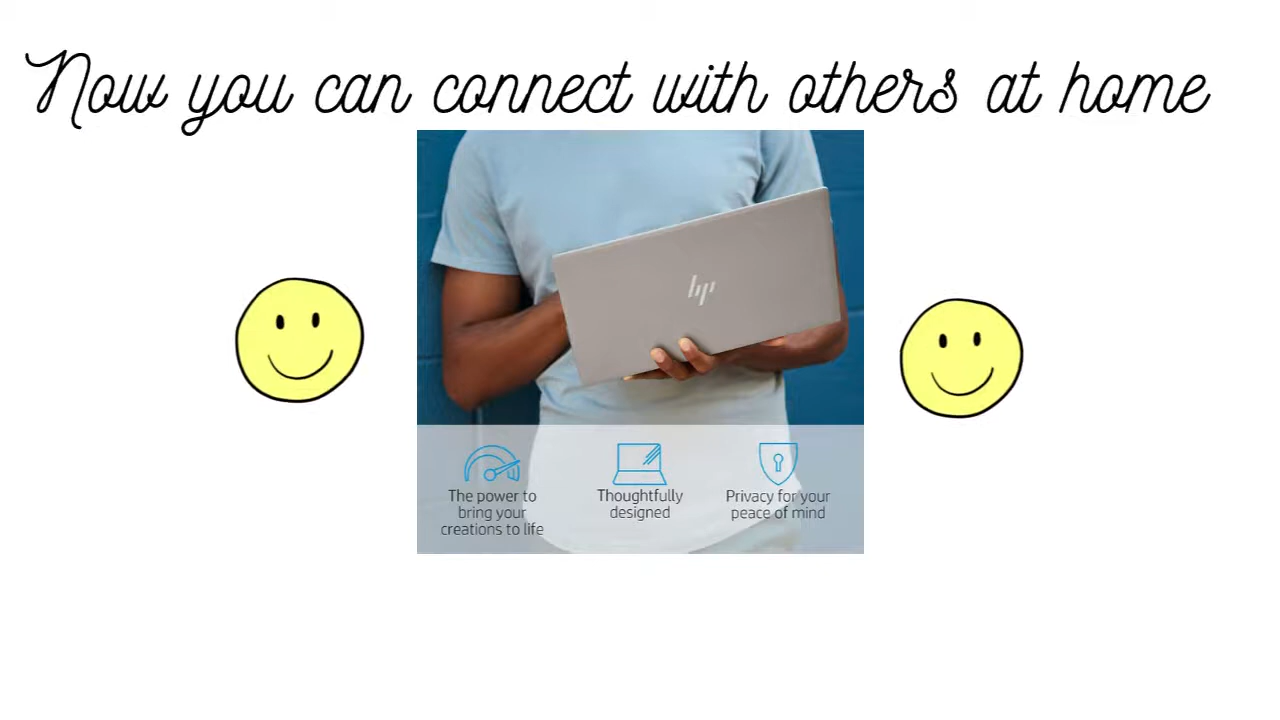 Now you can connect with others at home
hp
The power to
bring your
creations to life
Thoughtfully
designed
Privacy for your
peace of mind